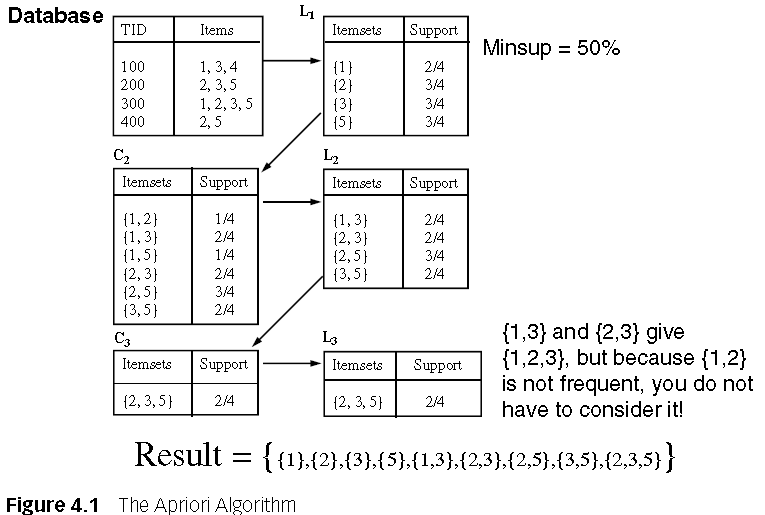 Database
TID Items
100 1, 3, 4
200 2, 3, 5
300 1, 2, 3, 5
400 2, 5
L1
Itemsets Support
{1} 2/4
{2} 3/4
{3} 3/4
{5} 3/4
Minsup = 50%
C2
Itemsets Support
{1, 2} 1/4
{1, 3} 2/4
{1, 5} 1/4
{2, 3} 2/4
{2, 5} 3/4
{3, 5} 2/4
L2
Itemsets Support
{1, 3} 2/4
{2, 3} 2/4
{2, 5} 3/4
{3, 5} 2/4
C3
Itemsets Support
{2, 3, 5} 2/4
L3
Itemsets Support
{2, 3, 5} 2/4
{1,3} and {2,3} give
{1,2,3}, but because {1,2}
is not frequent, you do not
have to consider it!
Result = { {1},{2},{3},{5},{1,3},{2,3},{2,5},{3,5},{2,3,5} }
Figure 4.1 The Apriori Algorithm